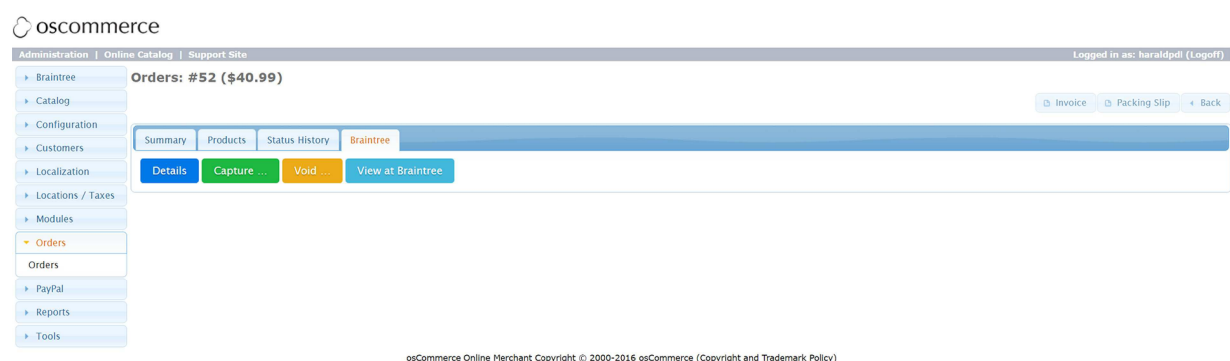 oscommerce
Administration | Online Catalog | Support Site
Logged in as: haraldpdl (Logoff)
Braintree
Catalog
Configuration
Customers
Localization
Locations / Taxes
Modules
Orders
Orders
PayPal
Reports
Tools
Orders: #52 ($40.99)
Invoice
Packing Slip
Back
Summary
Products
Status History
Braintree
Details
Capture ...
Void ...
View at Braintree
osCommerce Online Merchant Copyright © 2000-2016 osCommerce (Copyright and Trademark Policy)